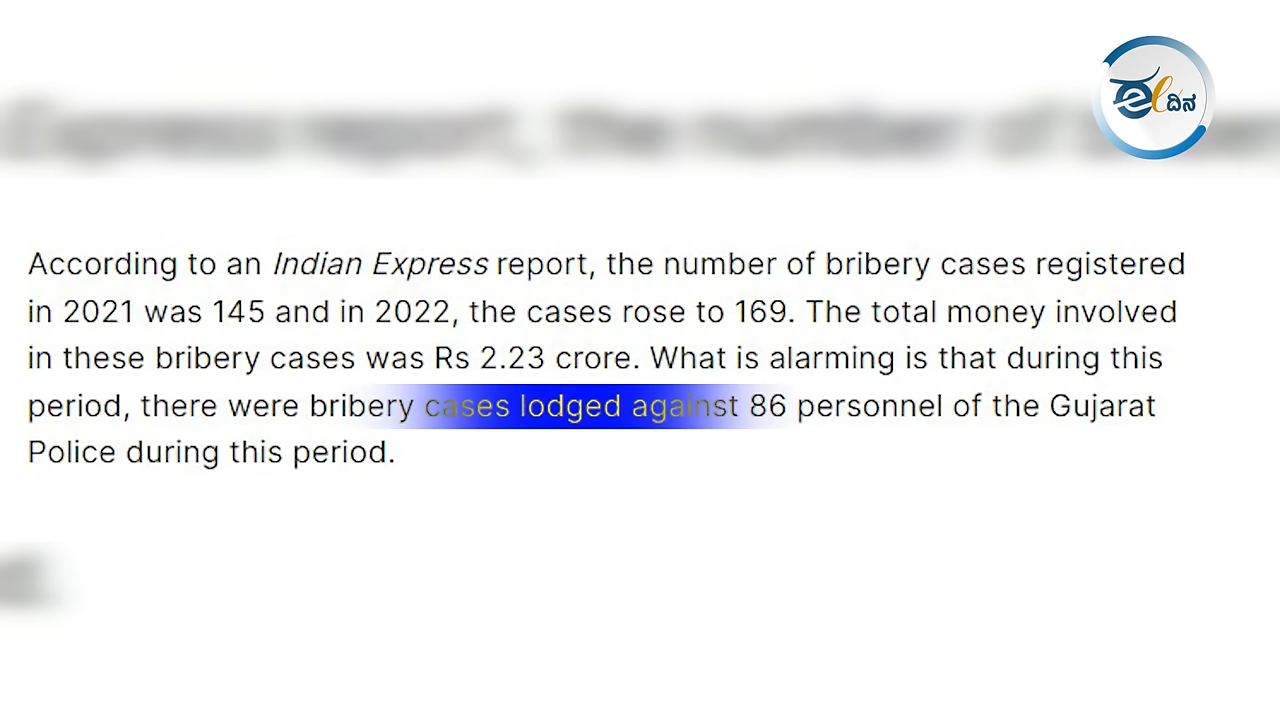 eeದಿನ
According to an Indian Express report, the number of bribery cases registered
in 2021 was 145 and in 2022, the cases rose to 169. The total money involved
in these bribery cases was Rs 2.23 crore. What is alarming is that during this
period, there were bribery cases lodged against 86 personnel of the Gujarat
Police during this period.